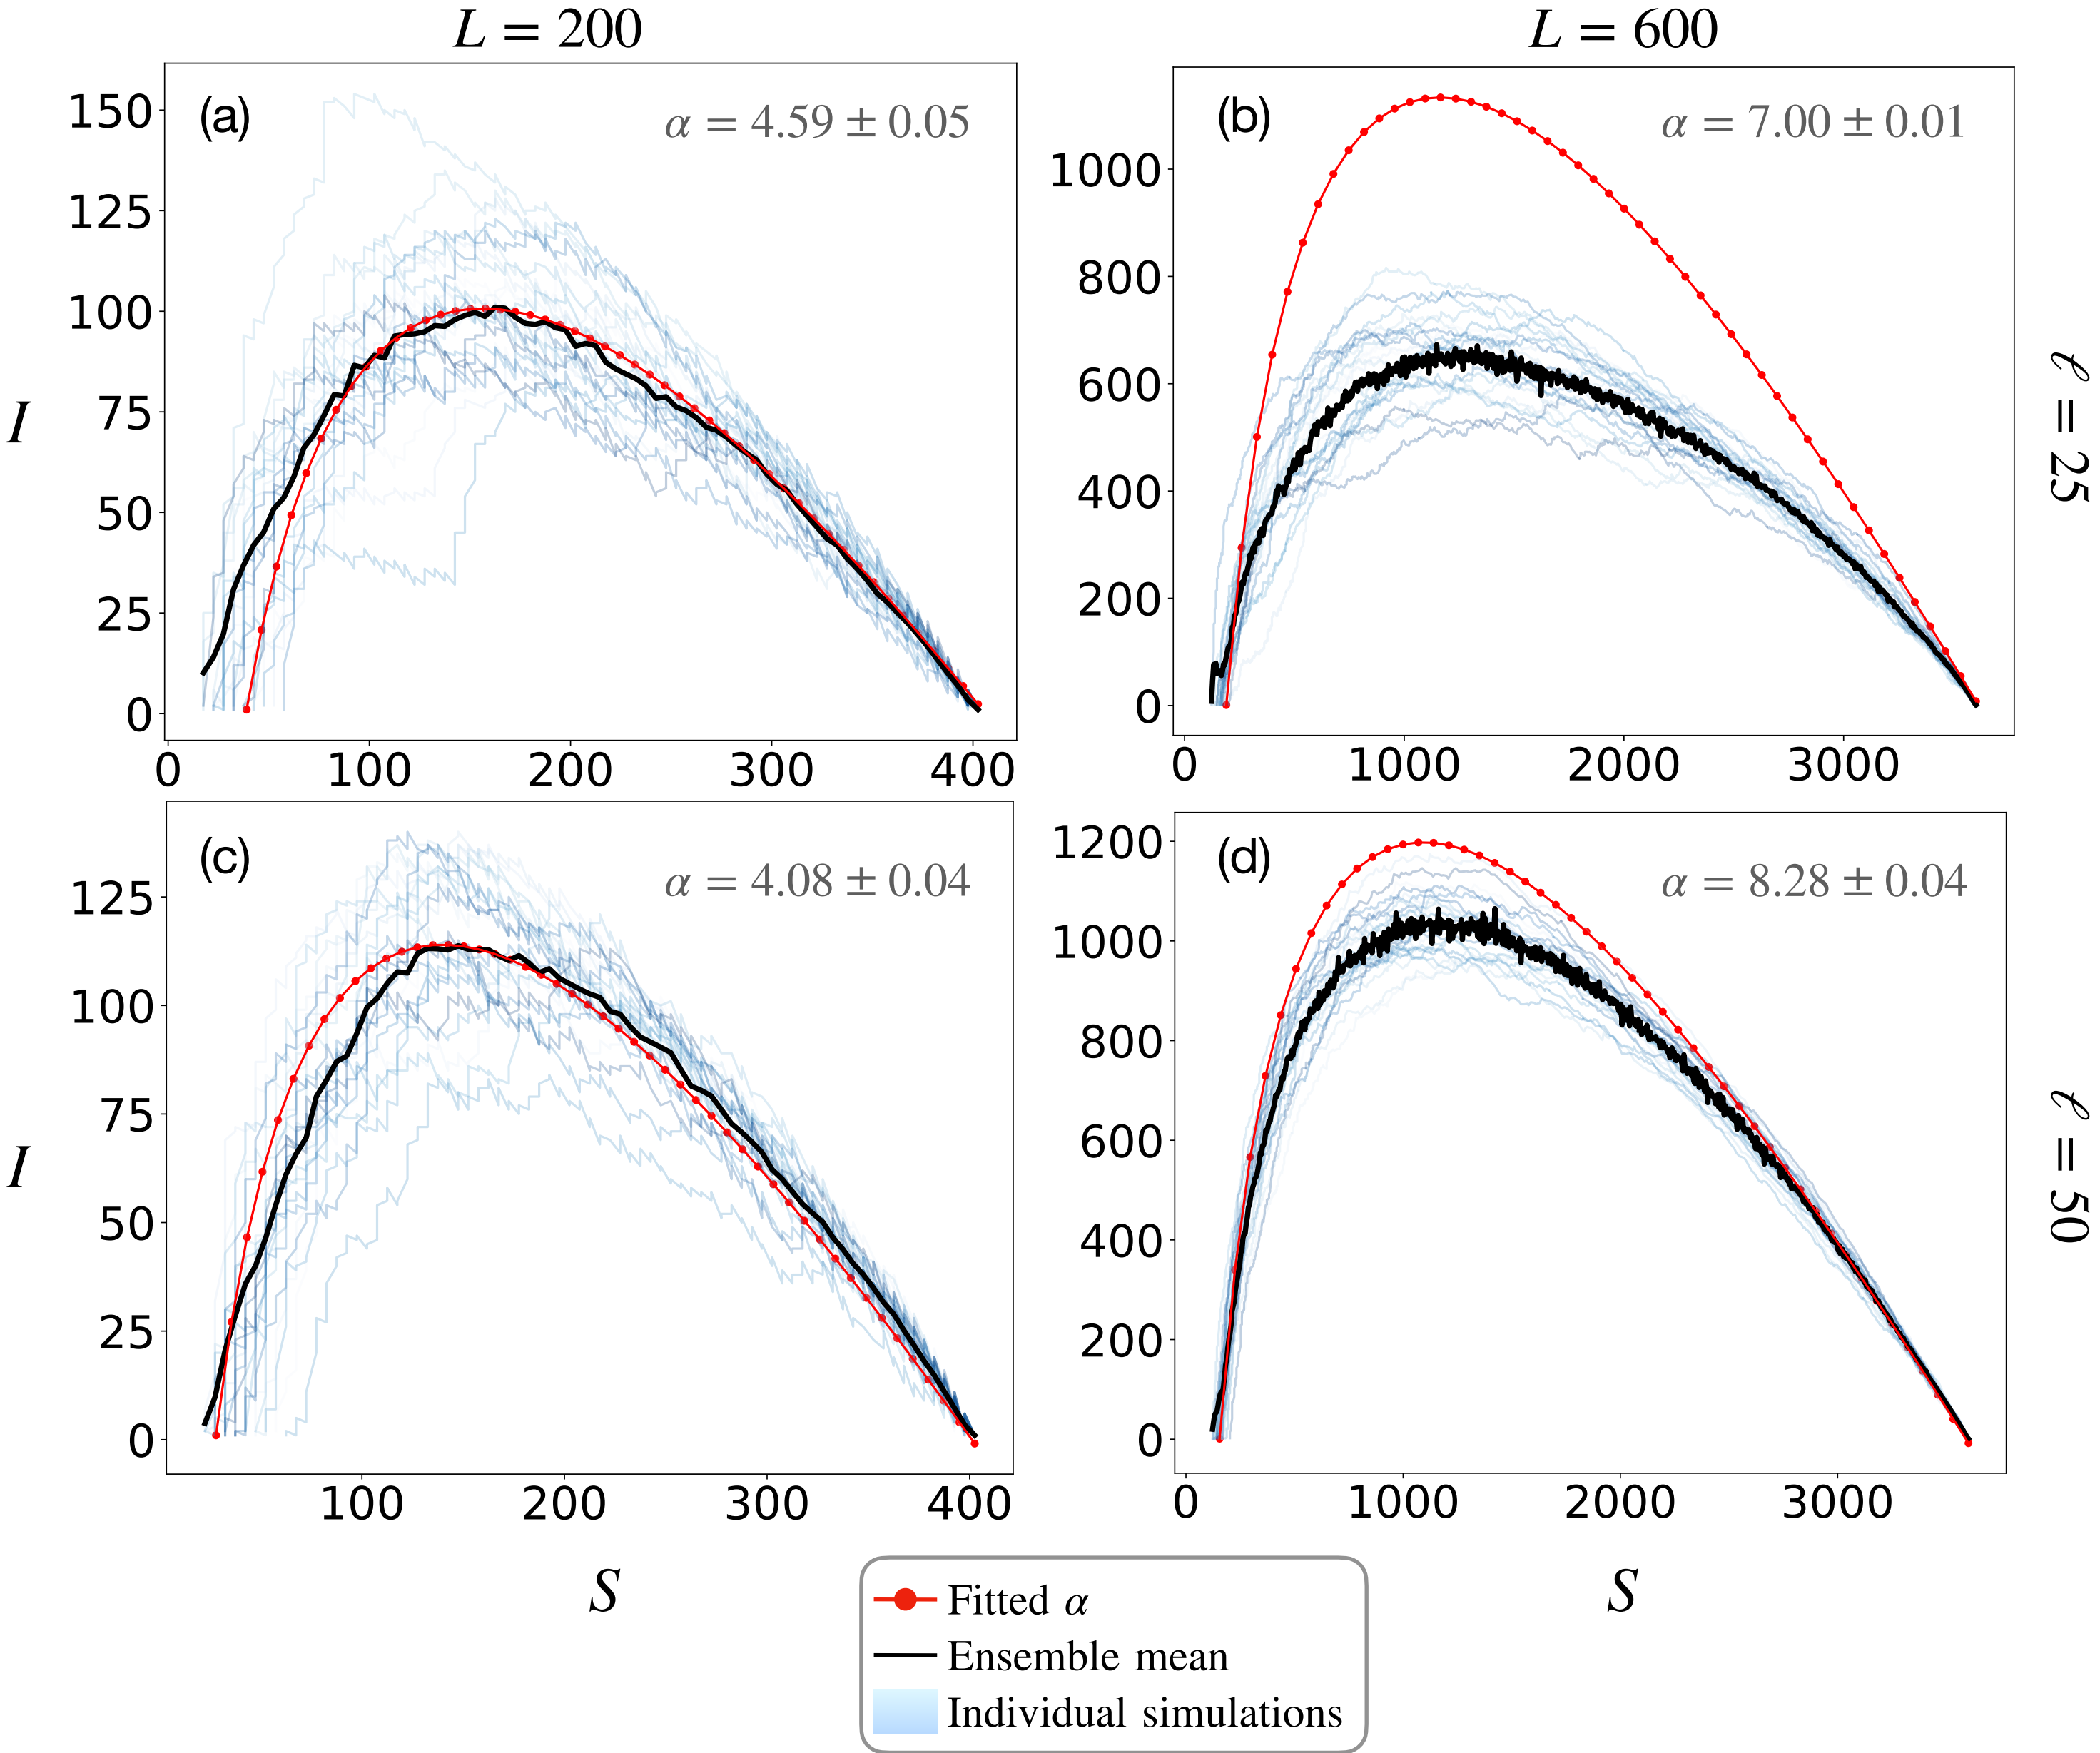 L = 200
L = 600
(a)
α = 4.59 ± 0.05
150
125
100
75
50
25
0
I
0 100 200 300 400
(b)
α = 7.00 ± 0.01
1000
800
600
400
200
0
0 1000 2000 3000
ℓ = 25
(c)
α = 4.08 ± 0.04
125
100
75
50
25
0
I
100 200 300 400
S
(d)
α = 8.28 ± 0.04
1200
1000
800
600
400
200
0
0 1000 2000 3000
S
ℓ = 50
Fitted α
Ensemble mean
Individual simulations